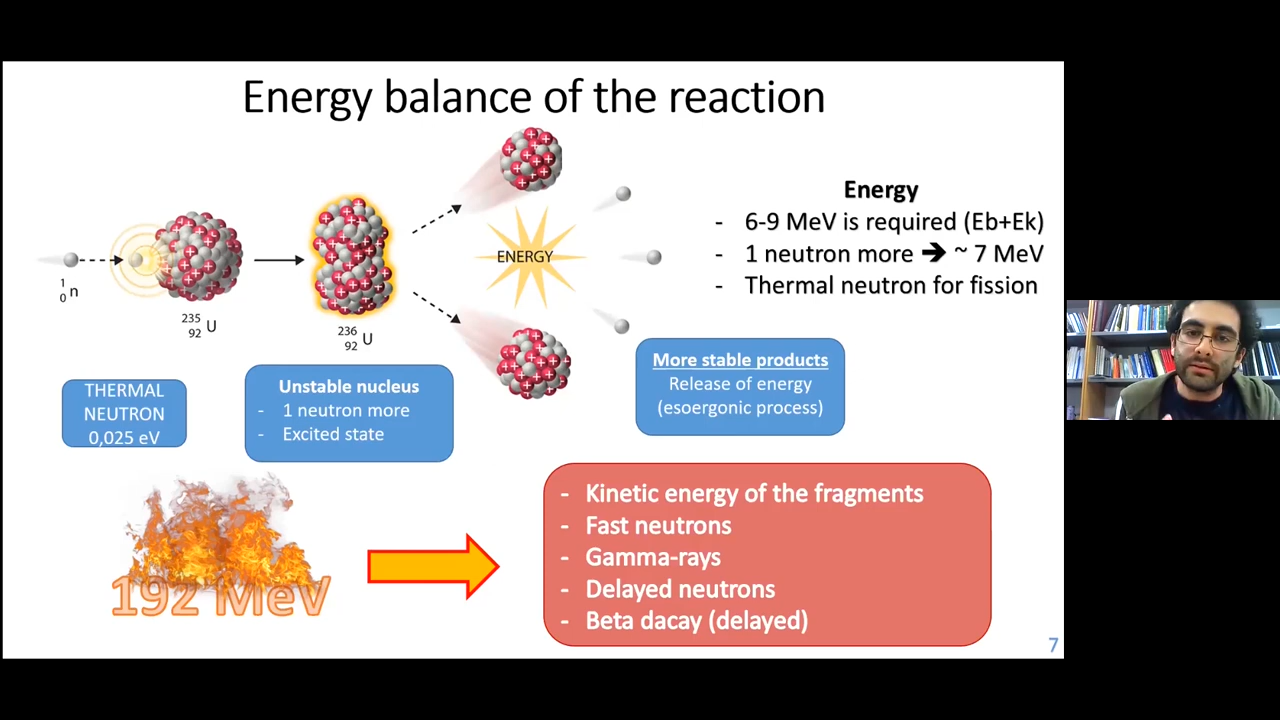 Energy balance of the reaction
1
0 n
235
92 U
236
92 U
ENERGY
Energy
- 6-9 MeV is required (Eb+Ek)
- 1 neutron more 🡺 ~ 7 MeV
- Thermal neutron for fission
THERMAL
NEUTRON
0,025 eV
Unstable nucleus
- 1 neutron more
- Excited state
More stable products
Release of energy
(esoergonic process)
192 MeV
- Kinetic energy of the fragments
- Fast neutrons
- Gamma-rays
- Delayed neutrons
- Beta dacay (delayed)
7